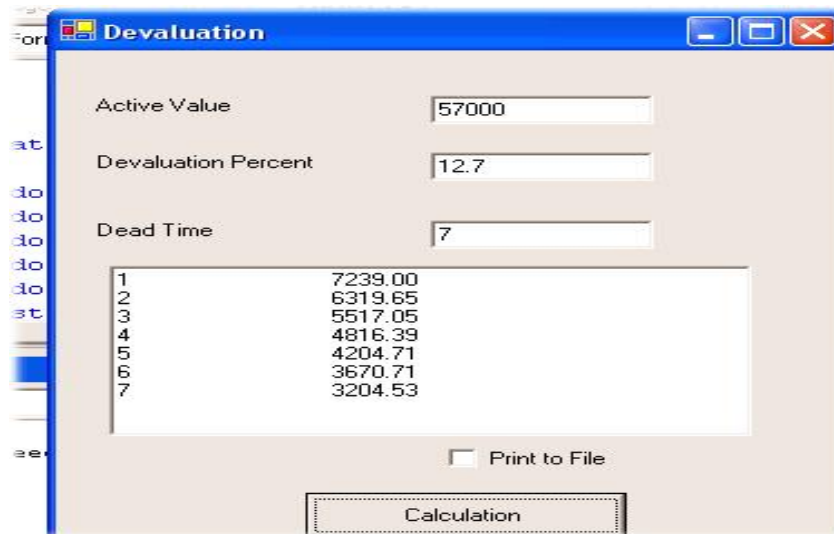 Devaluation
Active Value 57000
Devaluation Percent 12.7
Dead Time 7
1 7239.00
2 6319.65
3 5517.05
4 4816.39
5 4204.71
6 3670.71
7 3204.53
Print to File
Calculation